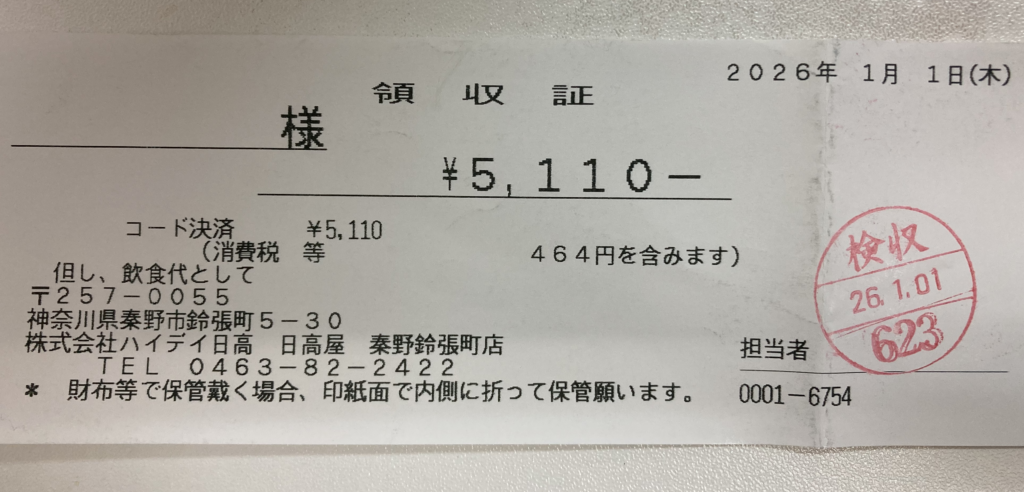 ２０２６年　１月　１日(木)
領　収　証
様
¥５,１１０－
コード決済　¥5,110
（消費税　等　４６４円を含みます）
但し、飲食代として
〒２５７－００５５
神奈川県秦野市鈴張町５－３０
株式会社ハイデイ日高　日高屋　秦野鈴張町店
ＴＥＬ　０４６３－８２－２４２２
＊　財布等で保管戴く場合、印紙面で内側に折って保管願います。
担当者
0001－6754
検収
26.1.01
623